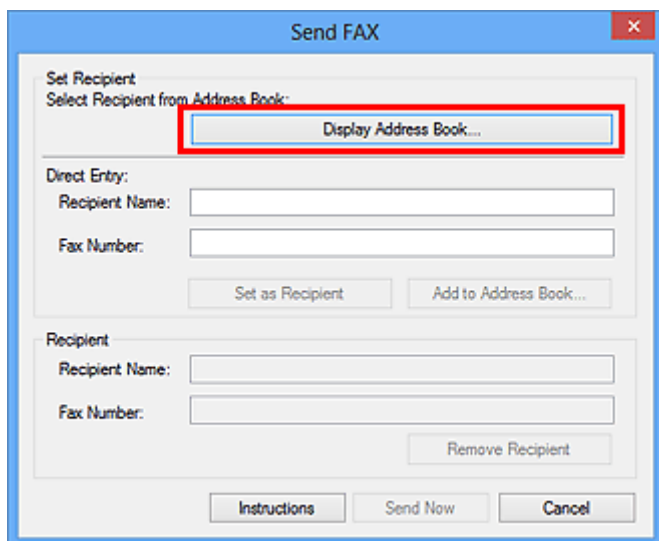 Send FAX
Set Recipient
Select Recipient from Address Book:
Display Address Book...
Direct Entry:
Recipient Name:
Fax Number:
Set as Recipient Add to Address Book...
Recipient
Recipient Name:
Fax Number:
Remove Recipient
Instructions Send Now Cancel